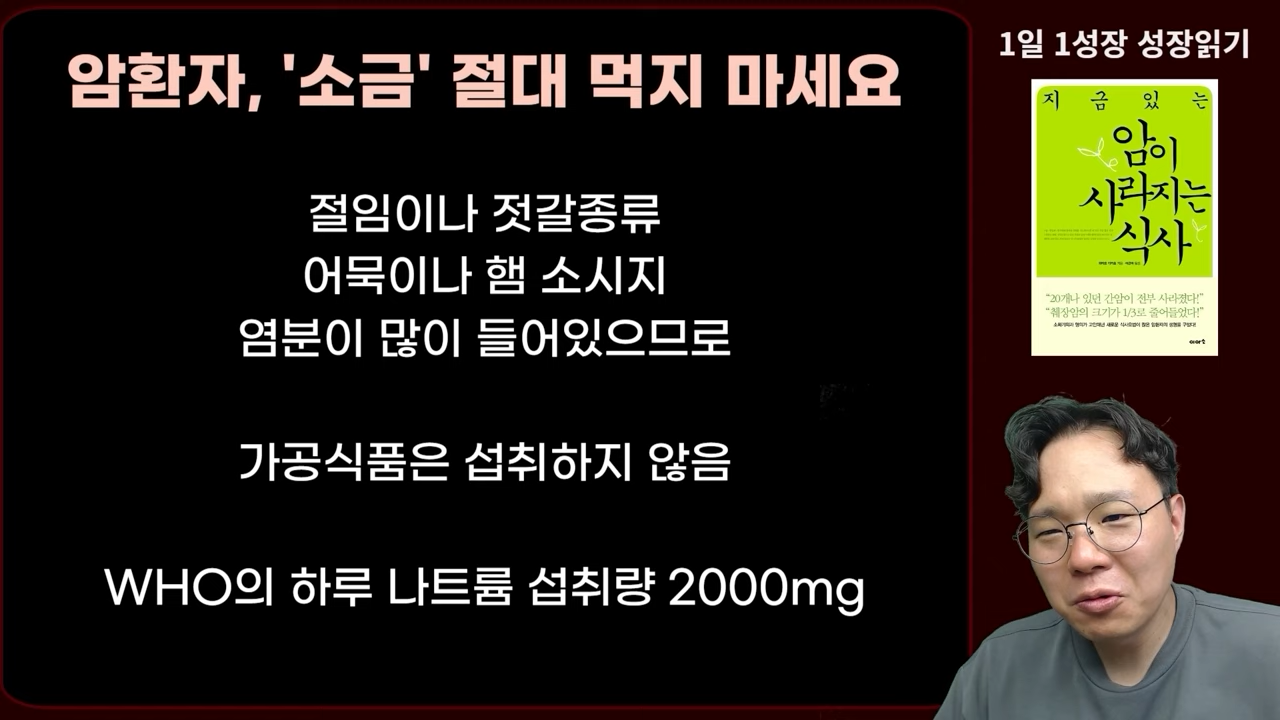 암환자, '소금' 절대 먹지 마세요
절임이나 젓갈종류
어묵이나 햄 소시지
염분이 많이 들어있으므로
가공식품은 섭취하지 않음
WHO의 하루 나트륨 섭취량 2000mg
1일 1성장 성장읽기
지금있는
암이
사라지는
식사
“20개나 있던 간암이 전부 사라졌다!”
“췌장암의 크기가 1/3로 줄어들었다!”